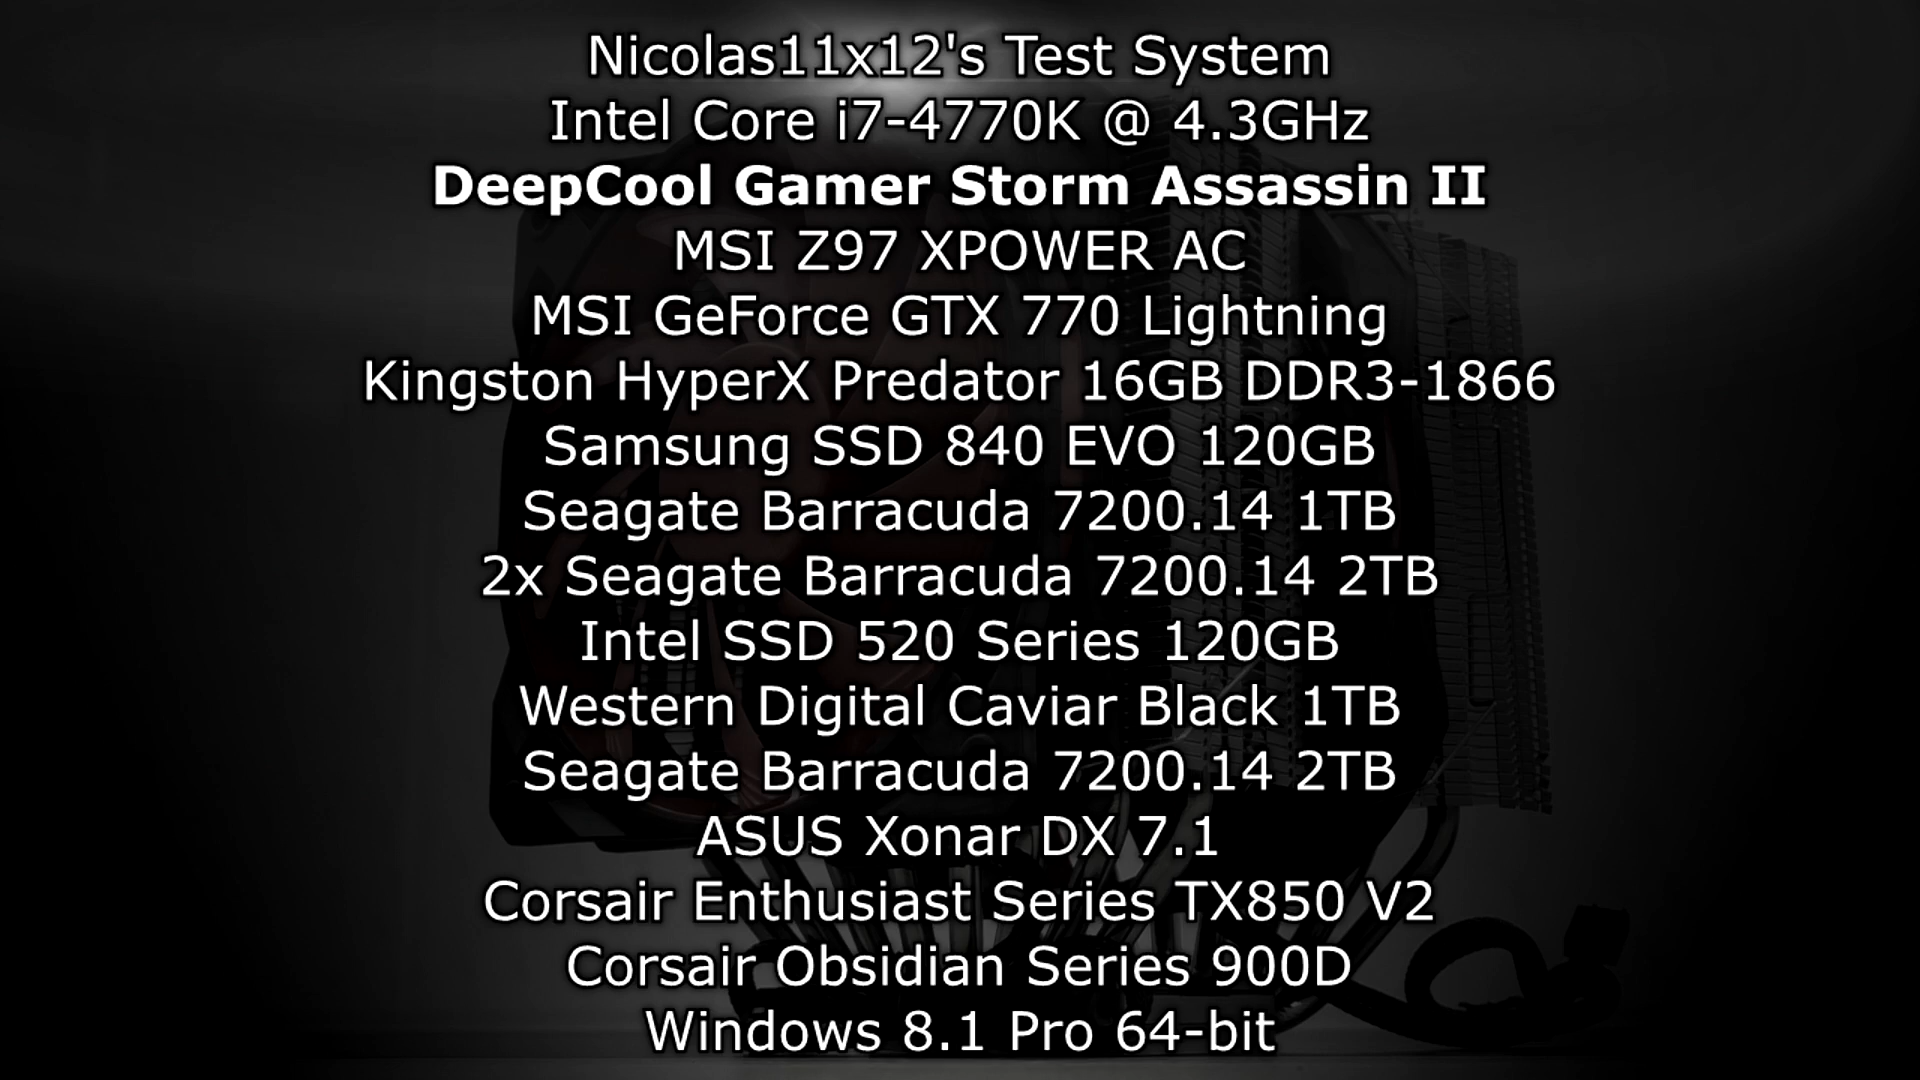 Nicolas11x12's Test System
Intel Core i7-4770K @ 4.3GHz
DeepCool Gamer Storm Assassin II
MSI Z97 XPOWER AC
MSI GeForce GTX 770 Lightning
Kingston HyperX Predator 16GB DDR3-1866
Samsung SSD 840 EVO 120GB
Seagate Barracuda 7200.14 1TB
2x Seagate Barracuda 7200.14 2TB
Intel SSD 520 Series 120GB
Western Digital Caviar Black 1TB
Seagate Barracuda 7200.14 2TB
ASUS Xonar DX 7.1
Corsair Enthusiast Series TX850 V2
Corsair Obsidian Series 900D
Windows 8.1 Pro 64-bit